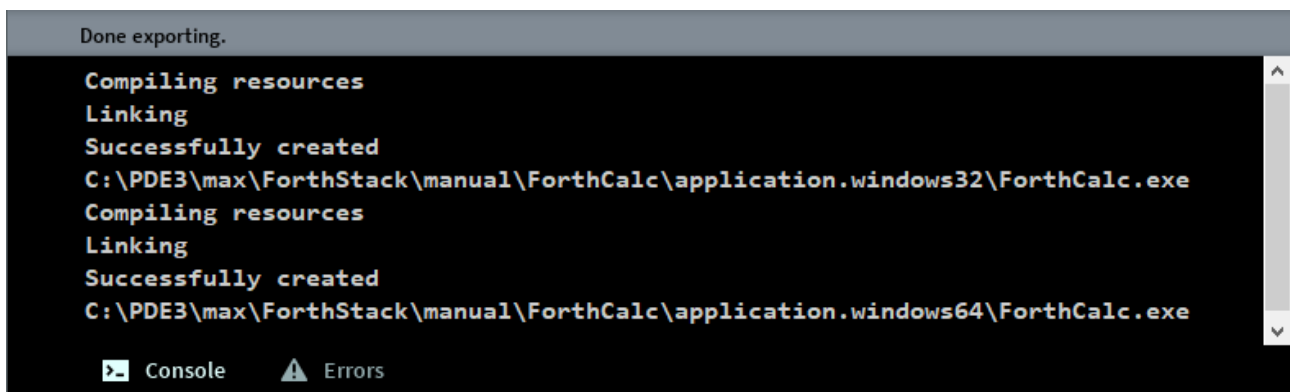 Done exporting.
Compiling resources
Linking
Successfully created
C:\PDE3\max\ForthStack\manual\ForthCalc\application.windows32\ForthCalc.exe
Compiling resources
Linking
Successfully created
C:\PDE3\max\ForthStack\manual\ForthCalc\application.windows64\ForthCalc.exe
Console Errors